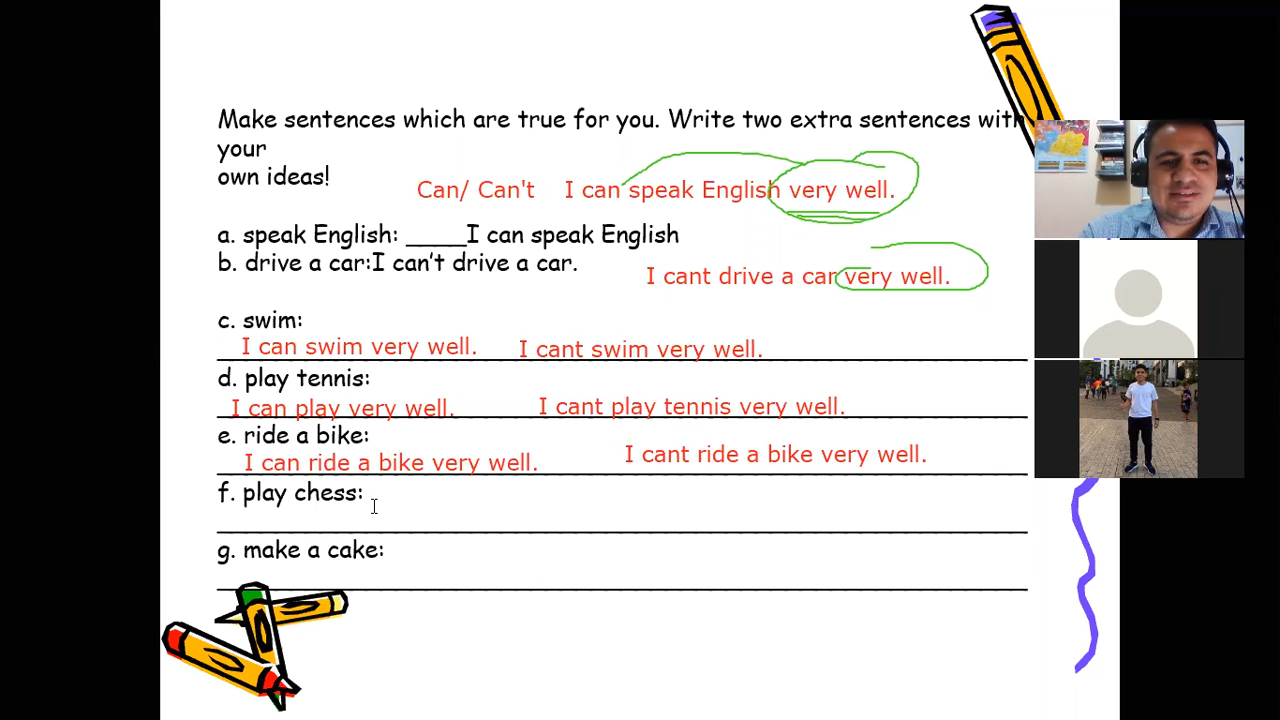 Make sentences which are true for you. Write two extra sentences with
your
own ideas!
Can/ Can't I can speak English very well.
a. speak English: ____I can speak English
b. drive a car:I can’t drive a car.
I cant drive a car very well.
c. swim:
I can swim very well. I cant swim very well.
d. play tennis:
I can play very well. I cant play tennis very well.
e. ride a bike:
I can ride a bike very well. I cant ride a bike very well.
f. play chess:
g. make a cake: